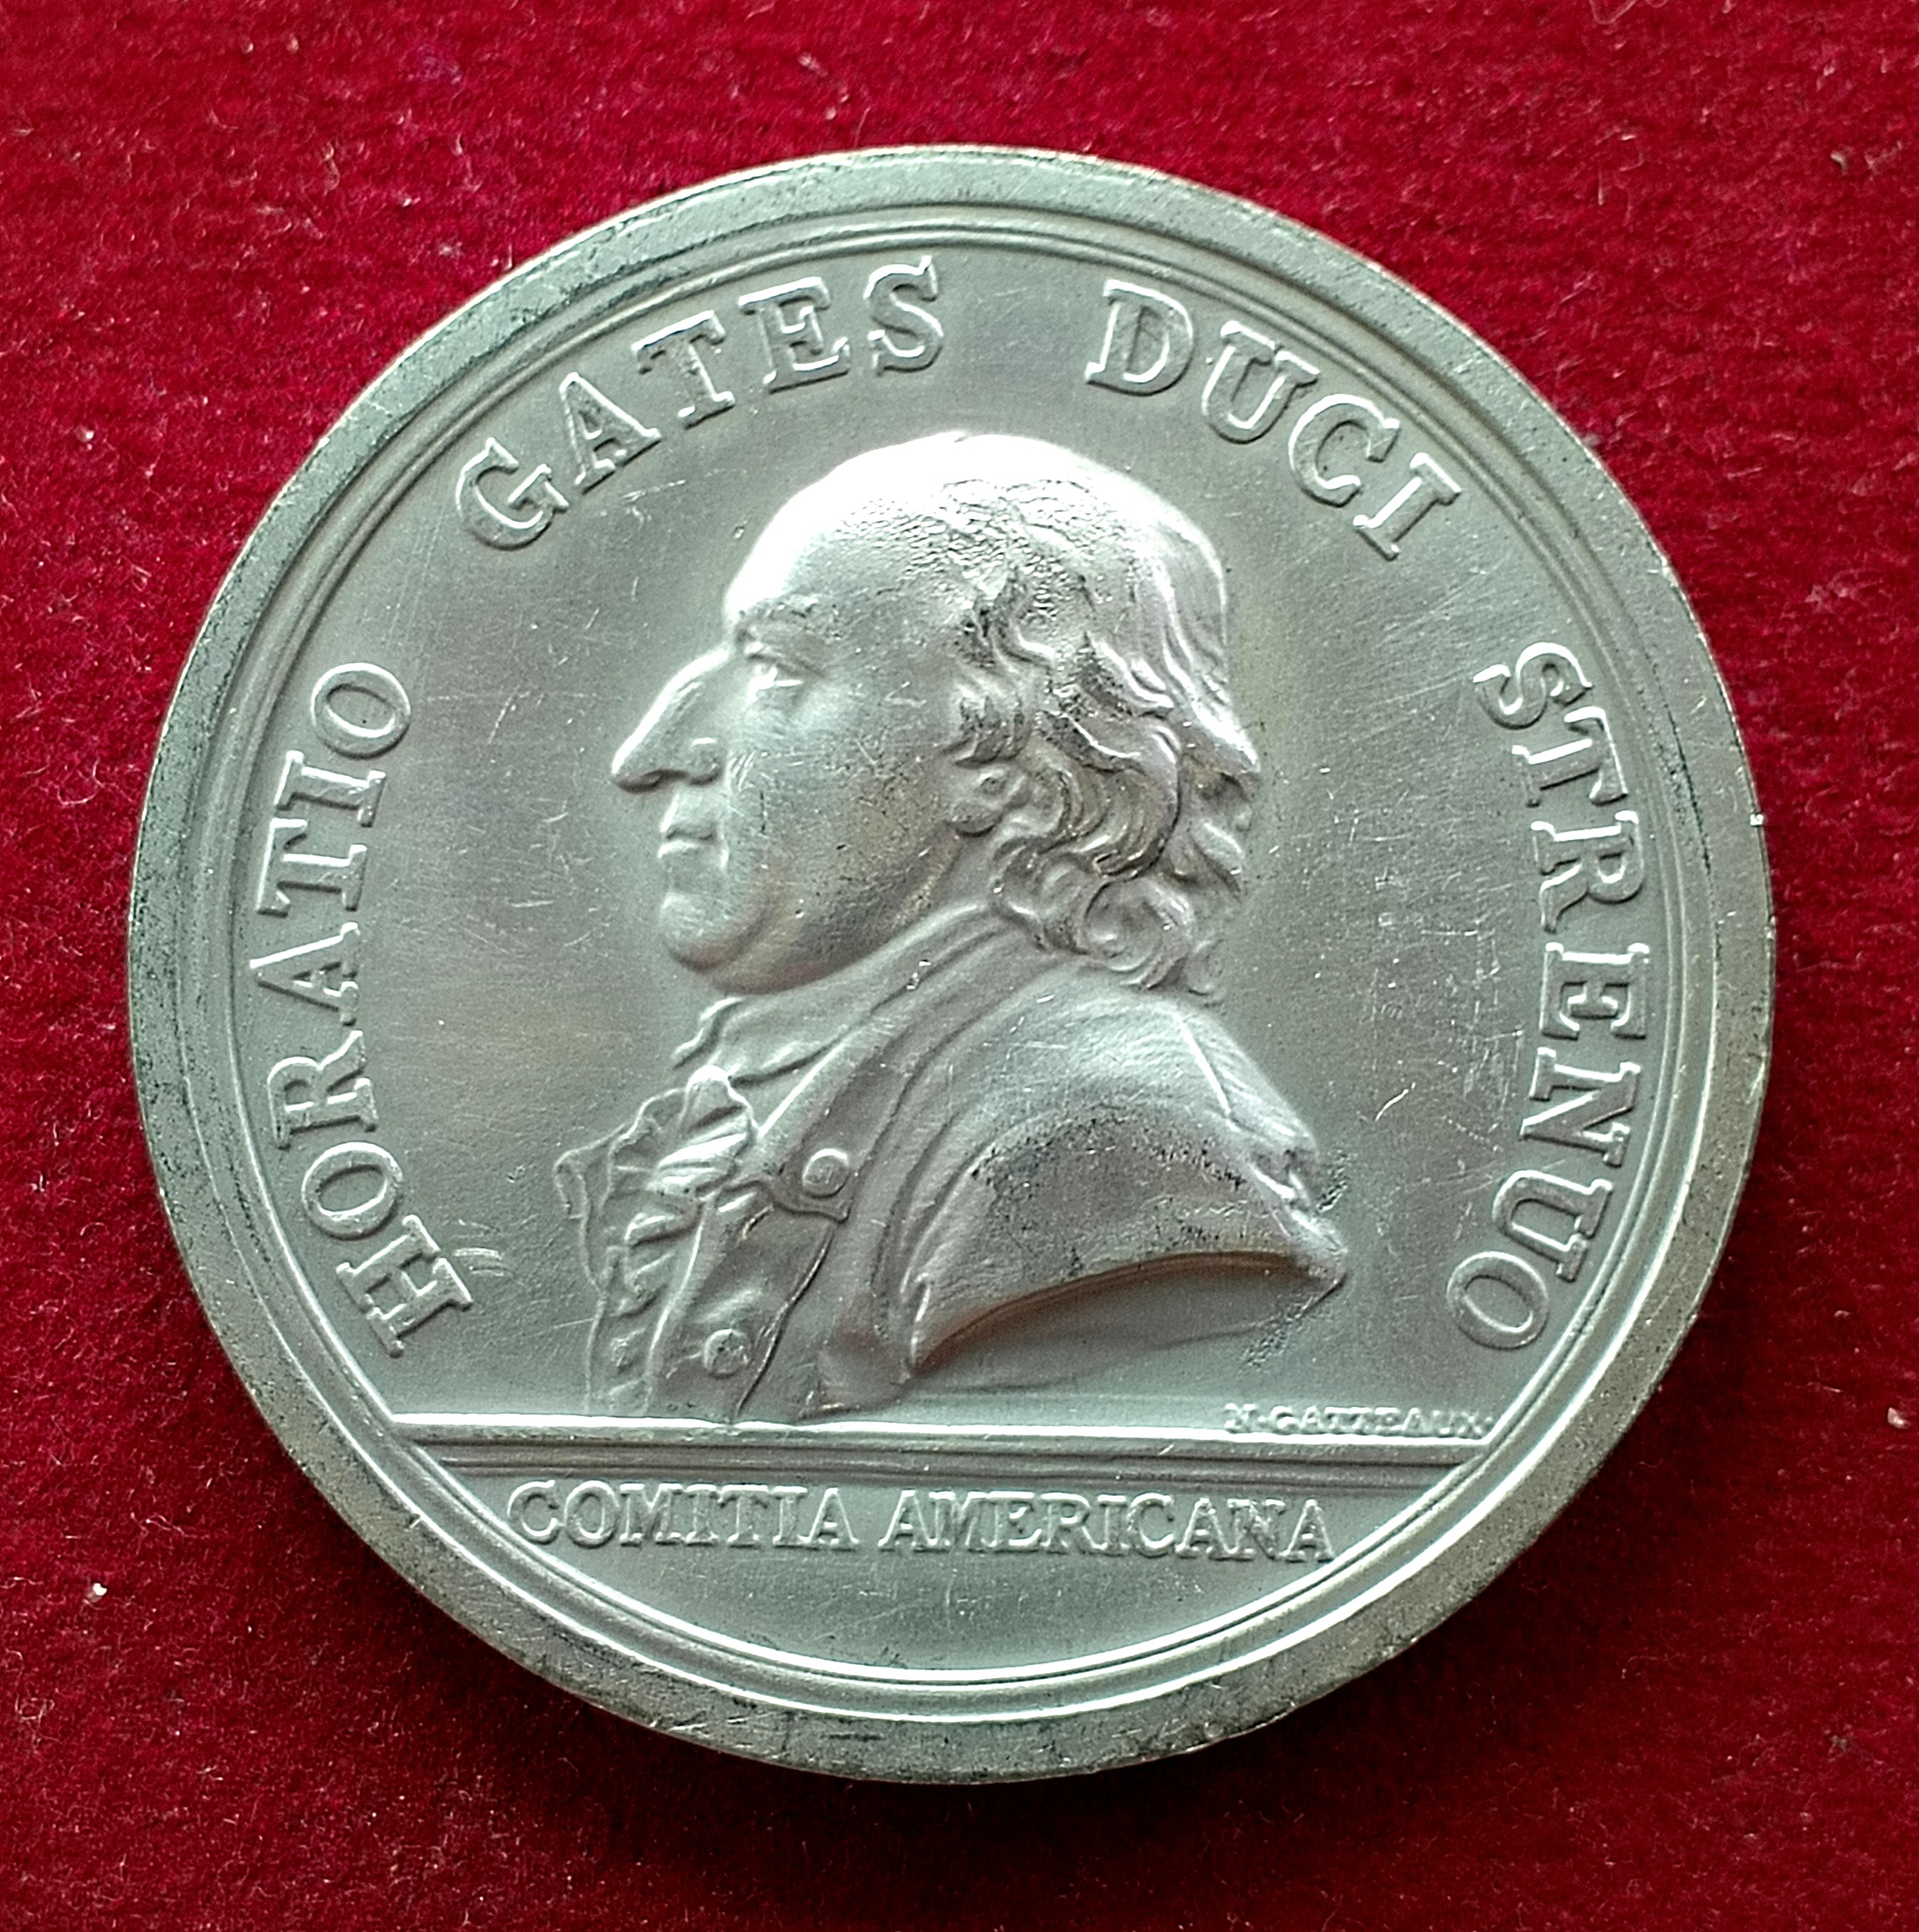 HORATIO GATES DUCI STRENUO
N·GATTEAUX·
COMITIA AMERICANA